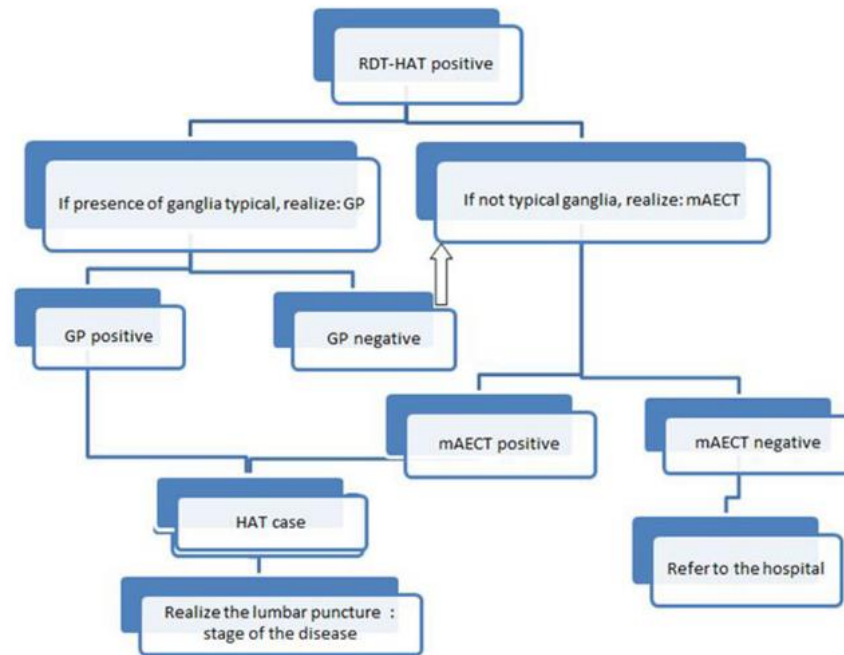 RDT-HAT positive
If presence of ganglia typical, realize: GP
If not typical ganglia, realize: mAECT
GP positive
GP negative
mAECT positive
mAECT negative
HAT case
Refer to the hospital
Realize the lumbar puncture :
stage of the disease